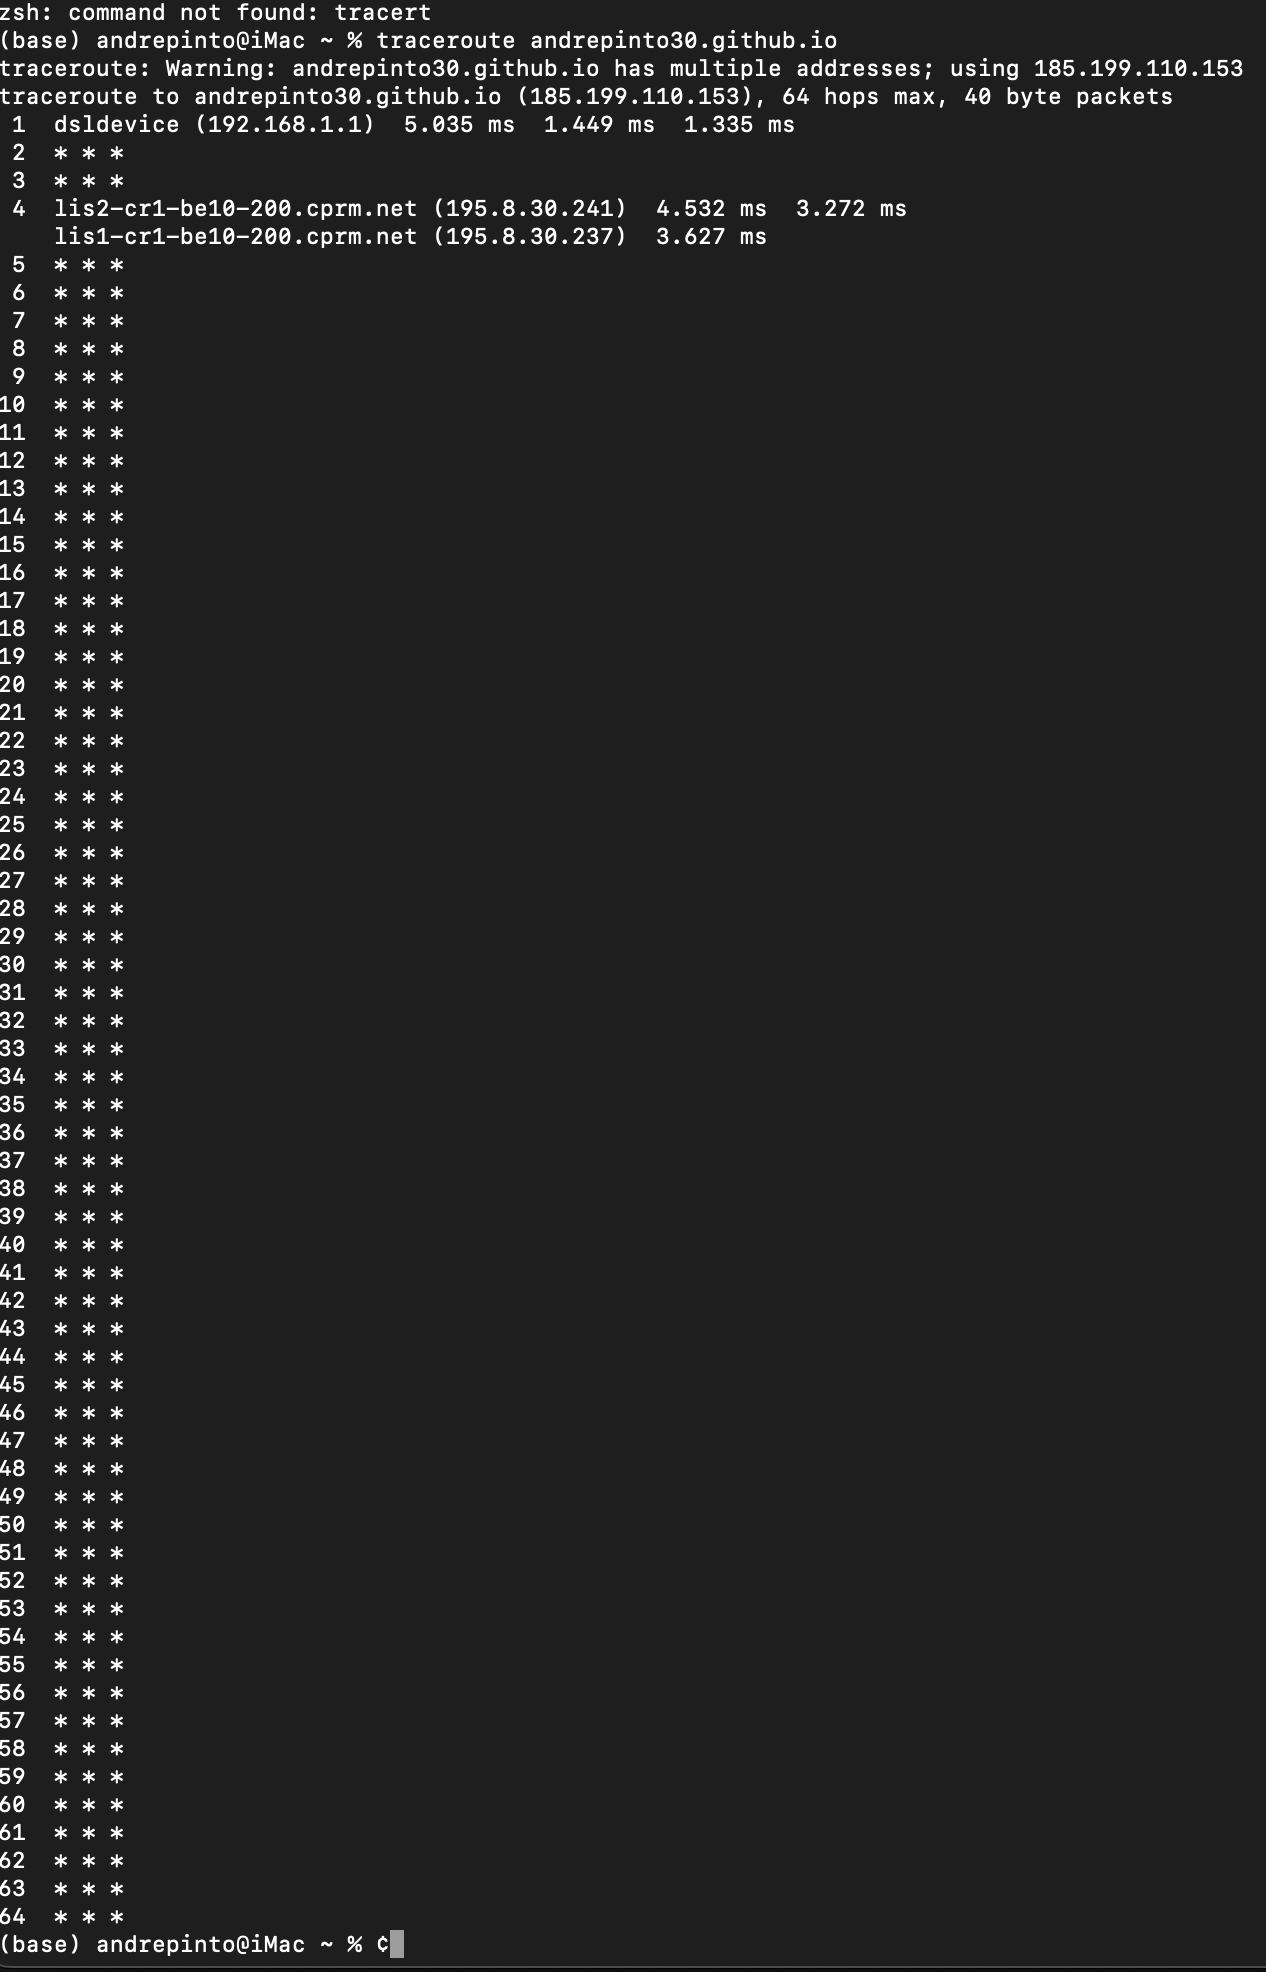 zsh: command not found: tracert
(base) andrepinto@iMac ~ % traceroute andrepinto30.github.io
traceroute: Warning: andrepinto30.github.io has multiple addresses; using 185.199.110.153
traceroute to andrepinto30.github.io (185.199.110.153), 64 hops max, 40 byte packets
 1  dsldevice (192.168.1.1)  5.035 ms  1.449 ms  1.335 ms
 2  * * *
 3  * * *
 4  lis2-cr1-be10-200.cprm.net (195.8.30.241)  4.532 ms  3.272 ms
    lis1-cr1-be10-200.cprm.net (195.8.30.237)  3.627 ms
 5  * * *
 6  * * *
 7  * * *
 8  * * *
 9  * * *
10  * * *
11  * * *
12  * * *
13  * * *
14  * * *
15  * * *
16  * * *
17  * * *
18  * * *
19  * * *
20  * * *
21  * * *
22  * * *
23  * * *
24  * * *
25  * * *
26  * * *
27  * * *
28  * * *
29  * * *
30  * * *
31  * * *
32  * * *
33  * * *
34  * * *
35  * * *
36  * * *
37  * * *
38  * * *
39  * * *
40  * * *
41  * * *
42  * * *
43  * * *
44  * * *
45  * * *
46  * * *
47  * * *
48  * * *
49  * * *
50  * * *
51  * * *
52  * * *
53  * * *
54  * * *
55  * * *
56  * * *
57  * * *
58  * * *
59  * * *
60  * * *
61  * * *
62  * * *
63  * * *
64  * * *
(base) andrepinto@iMac ~ % ¢